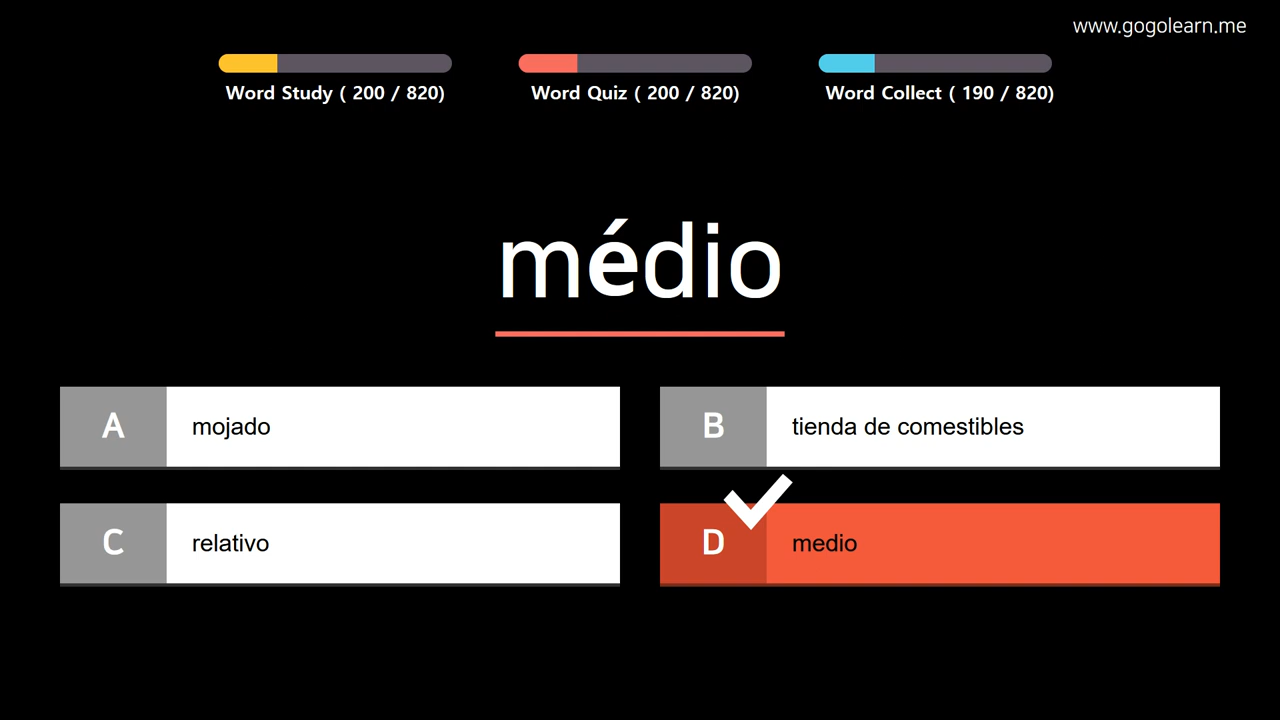 www.gogolearn.me
Word Study ( 200 / 820)
Word Quiz ( 200 / 820)
Word Collect ( 190 / 820)
médio
A mojado
B tienda de comestibles
C relativo
D medio